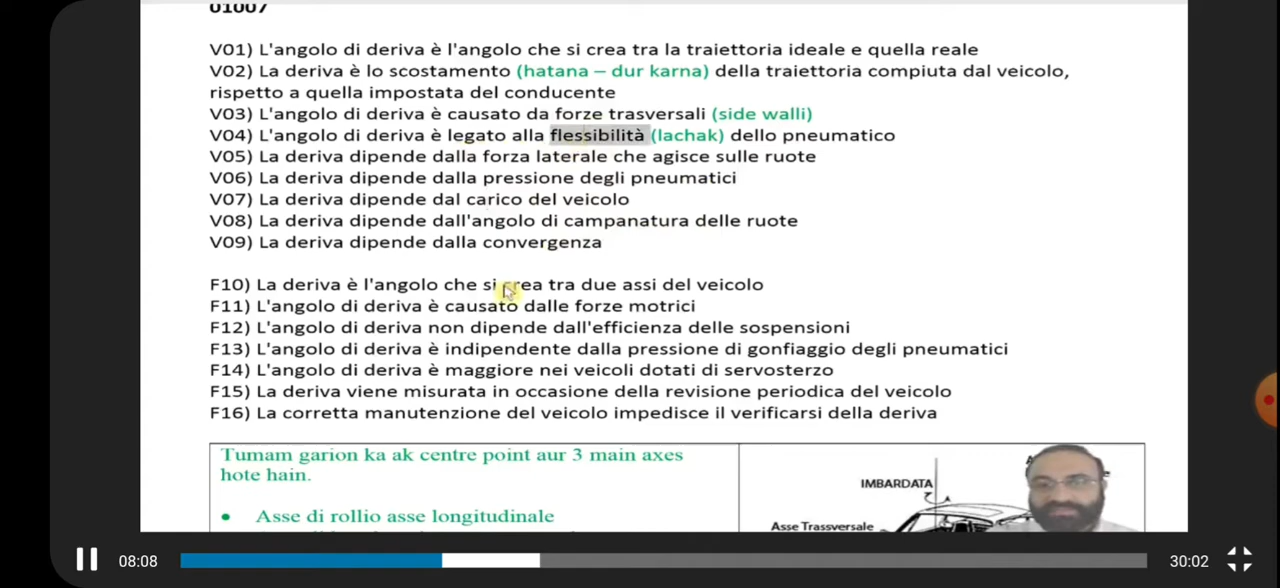 01007
V01) L'angolo di deriva è l'angolo che si crea tra la traiettoria ideale e quella reale
V02) La deriva è lo scostamento (hatana – dur karna) della traiettoria compiuta dal veicolo,
rispetto a quella impostata del conducente
V03) L'angolo di deriva è causato da forze trasversali (side walli)
V04) L'angolo di deriva è legato alla flessibilità (lachak) dello pneumatico
V05) La deriva dipende dalla forza laterale che agisce sulle ruote
V06) La deriva dipende dalla pressione degli pneumatici
V07) La deriva dipende dal carico del veicolo
V08) La deriva dipende dall'angolo di campanatura delle ruote
V09) La deriva dipende dalla convergenza
F10) La deriva è l'angolo che si crea tra due assi del veicolo
F11) L'angolo di deriva è causato dalle forze motrici
F12) L'angolo di deriva non dipende dall'efficienza delle sospensioni
F13) L'angolo di deriva è indipendente dalla pressione di gonfiaggio degli pneumatici
F14) L'angolo di deriva è maggiore nei veicoli dotati di servosterzo
F15) La deriva viene misurata in occasione della revisione periodica del veicolo
F16) La corretta manutenzione del veicolo impedisce il verificarsi della deriva
Tumam garion ka ak centre point aur 3 main axes
hote hain.
• Asse di rollio asse longitudinale
IMBARDATA
Asse Trassversale
08:08
30:02